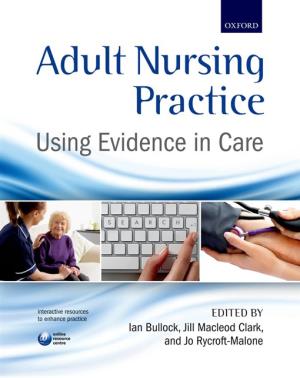 OXFORD
Adult Nursing
Practice
Using Evidence in Care
SEARCH
interactive resources
to enhance practice
online
resource
centre
EDITED BY
Ian Bullock, Jill Macleod Clark,
and Jo Rycroft-Malone